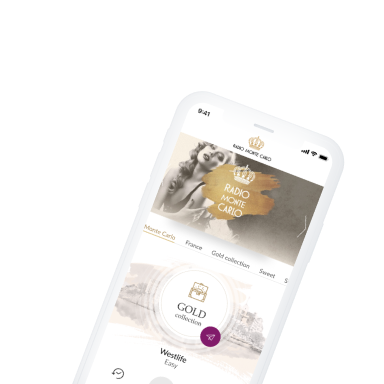 9:41
RADIO MONTE CARLO
RADIO
MONTE
CARLO
Monte Carlo France Gold collection Sweet S
GOLD
collection
Westlife
Easy